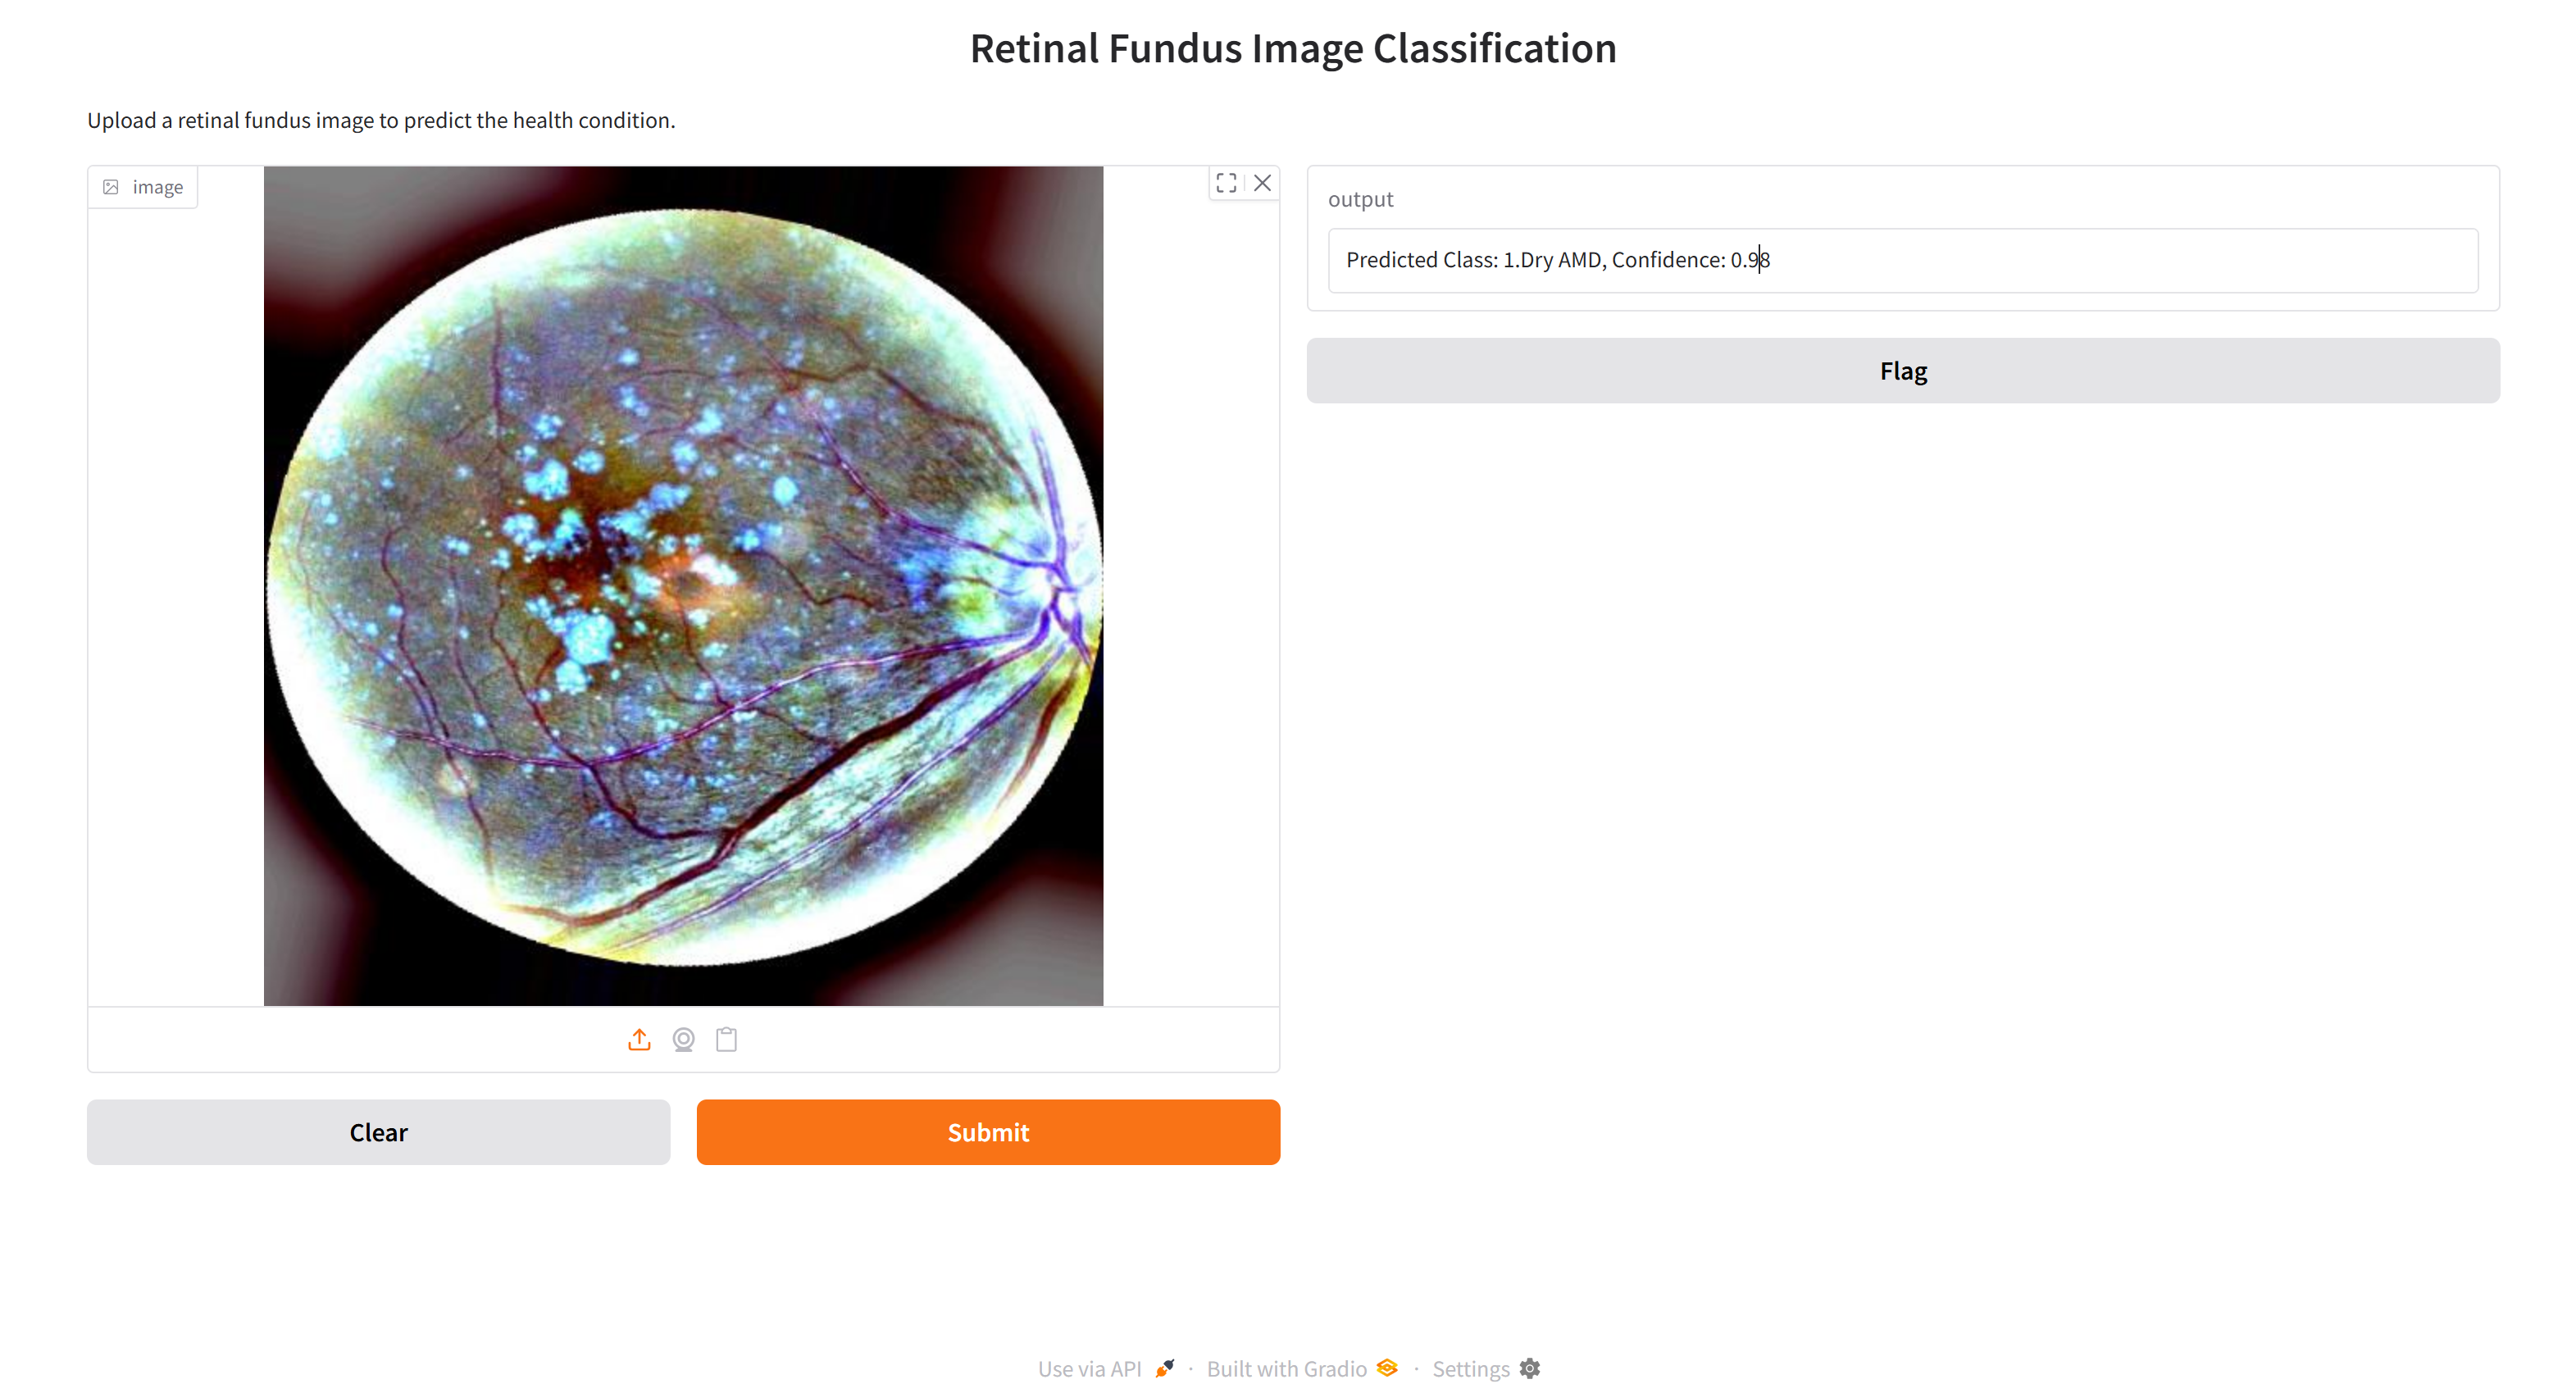 Retinal Fundus Image Classification
Upload a retinal fundus image to predict the health condition.
image
output
Predicted Class: 1.Dry AMD, Confidence: 0.98
Flag
Clear
Submit
Use via API · Built with Gradio · Settings